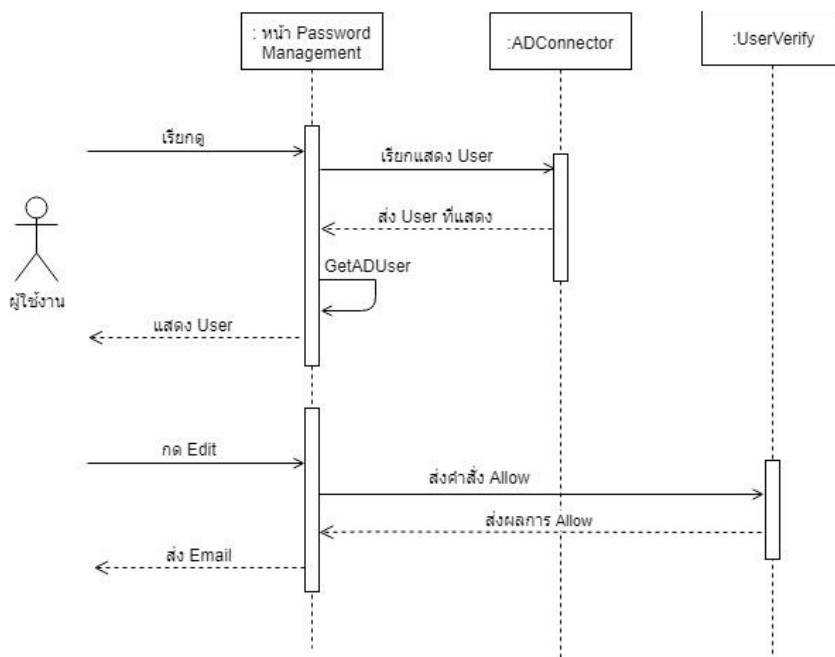 : หน้า Password
Management
:ADConnector
:UserVerify
เรียกดู
เรียกแสดง User
ส่ง User ที่แสดง
GetADUser
ผู้ใช้งาน
แสดง User
กด Edit
ส่งคำสั่ง Allow
ส่งผลการ Allow
ส่ง Email